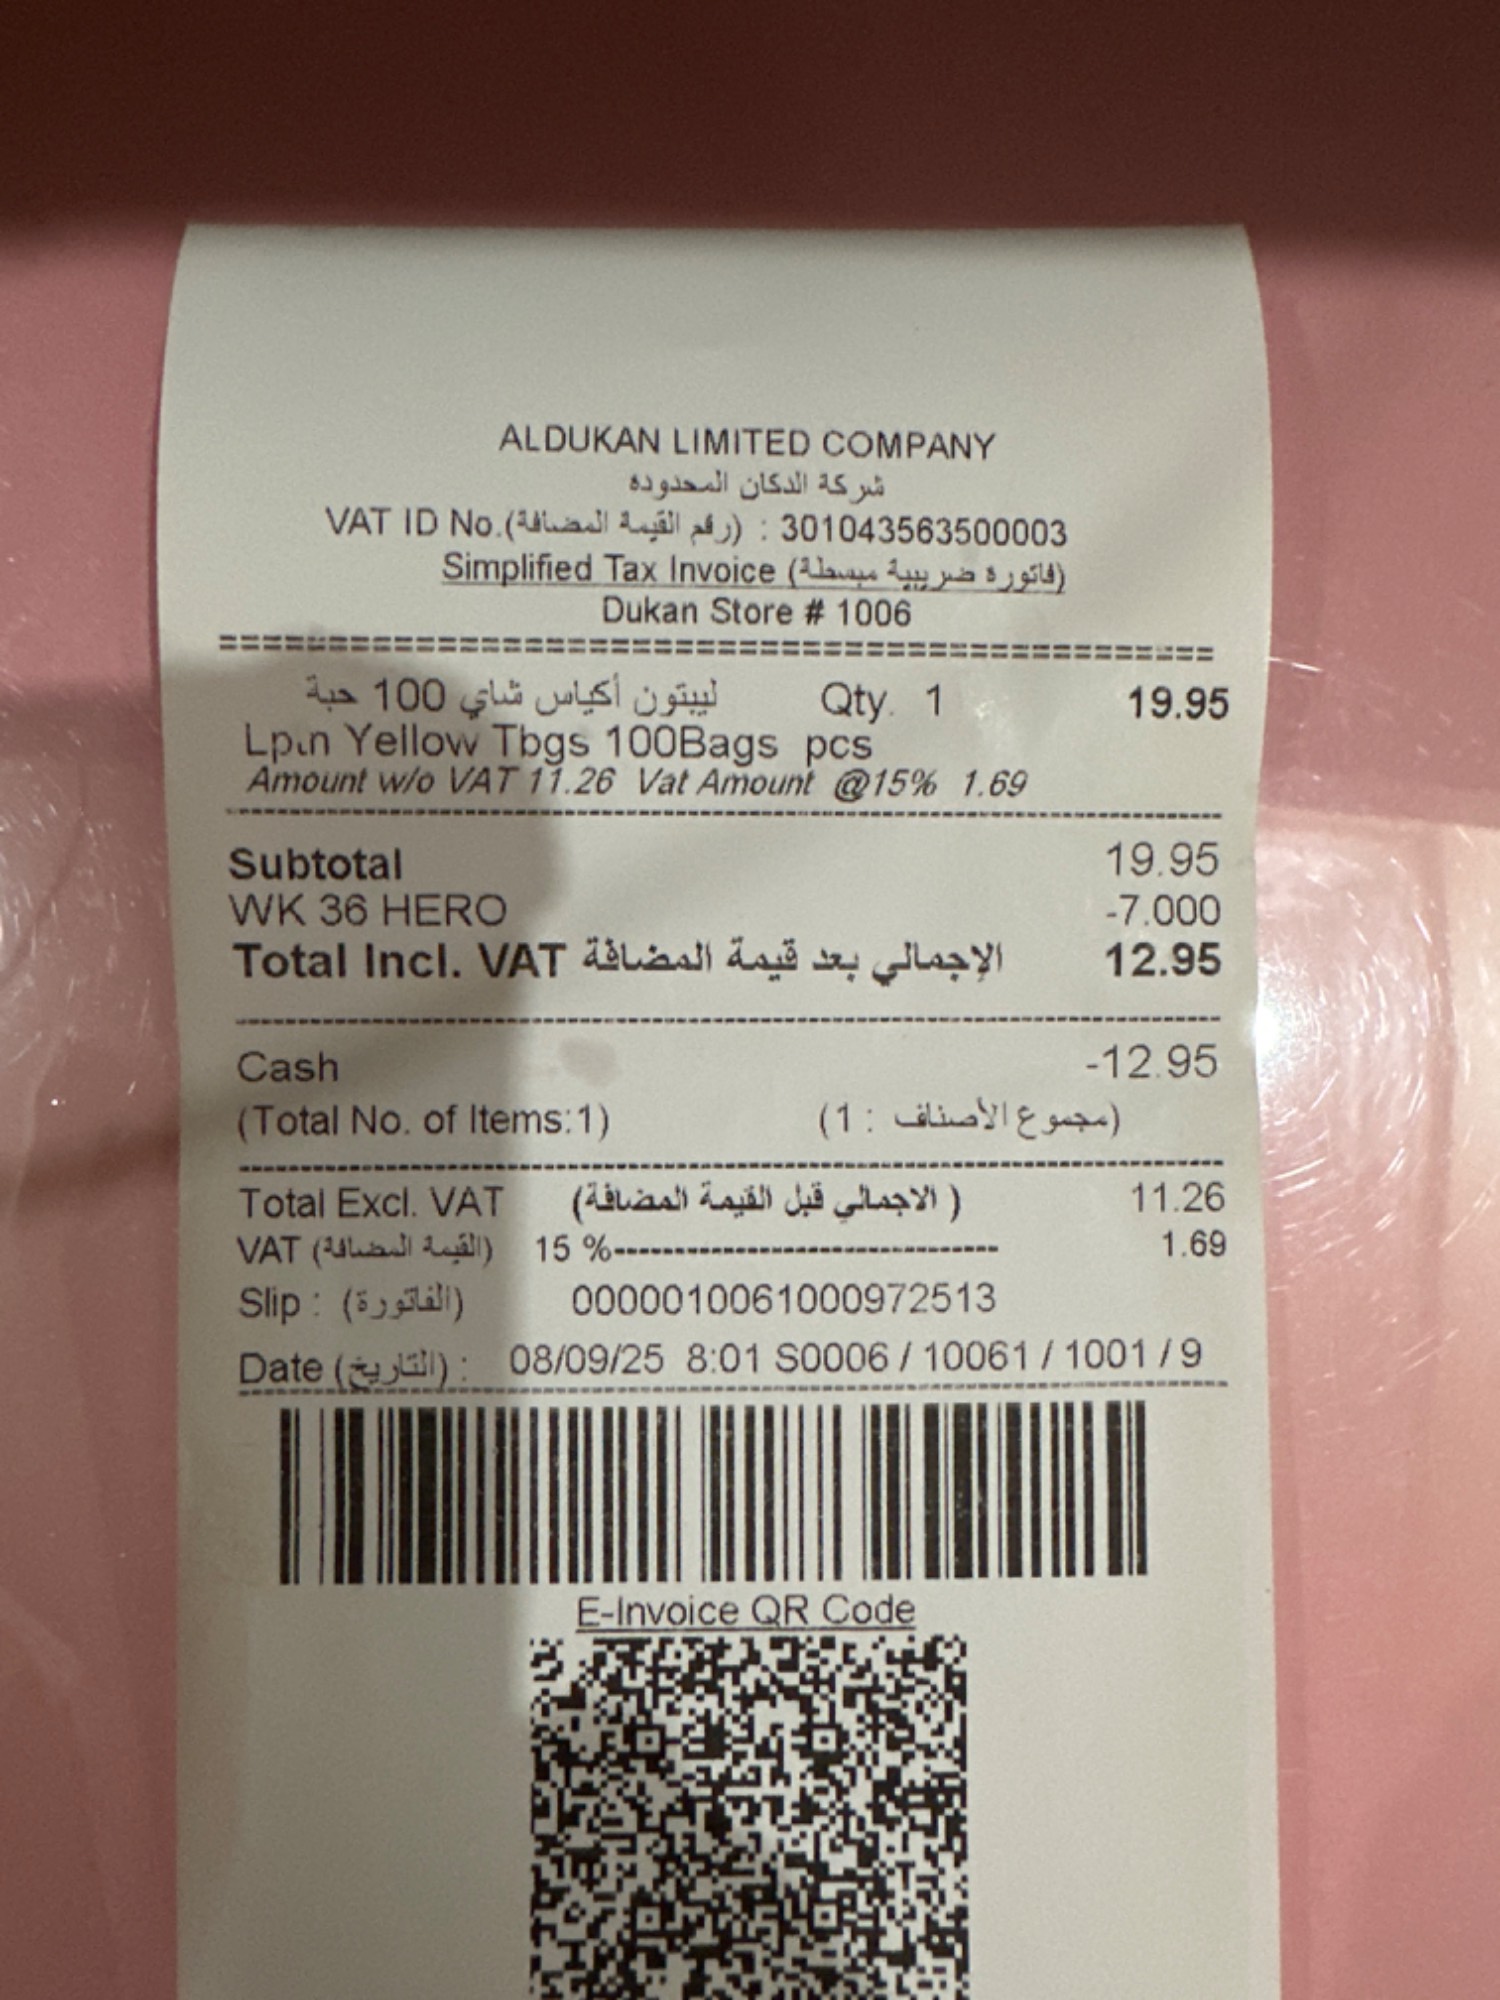 ALDUKAN LIMITED COMPANY
شركة الدكان المحدوده
VAT ID No.(رقم القيمة المضافة) : 301043563500003
Simplified Tax Invoice (فاتورة ضريبية مبسطة)
Dukan Store # 1006
ليبتون أكياس شاي 100 حبة Qty. 1 19.95
Lp.n Yellow Tbgs 100Bags pcs
Amount w/o VAT 11.26 Vat Amount @15% 1.69
Subtotal 19.95
WK 36 HERO -7.000
Total Incl. VAT الإجمالي بعد قيمة المضافة 12.95
Cash -12.95
(Total No. of Items:1) (مجموع الأصناف : 1)
Total Excl. VAT (الاجمالي قبل القيمة المضافة) 11.26
VAT (القيمة المضافة) 15 %-------------------------------- 1.69
Slip : (الفاتورة) 0000010061000972513
Date (التاريخ) : 08/09/25 8:01 S0006 / 10061 / 1001 / 9
E-Invoice QR Code